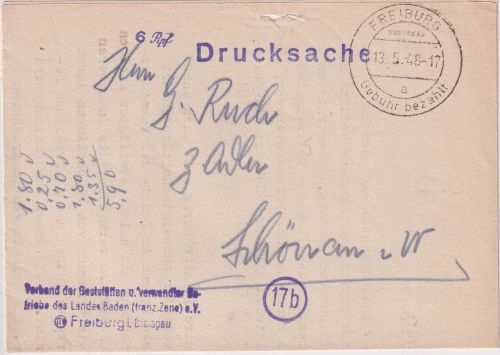 6 Rpf
Drucksache
FREIBURG
BREISGAU
13.5.48-17
a
Gebühr bezahlt
Herrn
G. Ruch
z Adler
Schönau i. W
1.80
0,25
0,70
1,80
1.35
5,90
Verband der Gaststätten u. verwandter Be-
triebe des Landes Baden (franz. Zone) e.V.
Freiburg i. Breisgau
17b